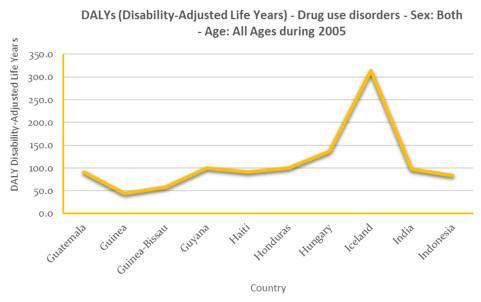 DALYs (Disability-Adjusted Life Years) - Drug use disorders - Sex: Both
- Age: All Ages during 2005
DALY Disability-Adjusted Life Years
350.0
300.0
250.0
200.0
150.0
100.0
50.0
0.0
Guatemala
Guinea
Guinea-Bissau
Guyana
Haiti
Honduras
Hungary
Iceland
India
Indonesia
Country